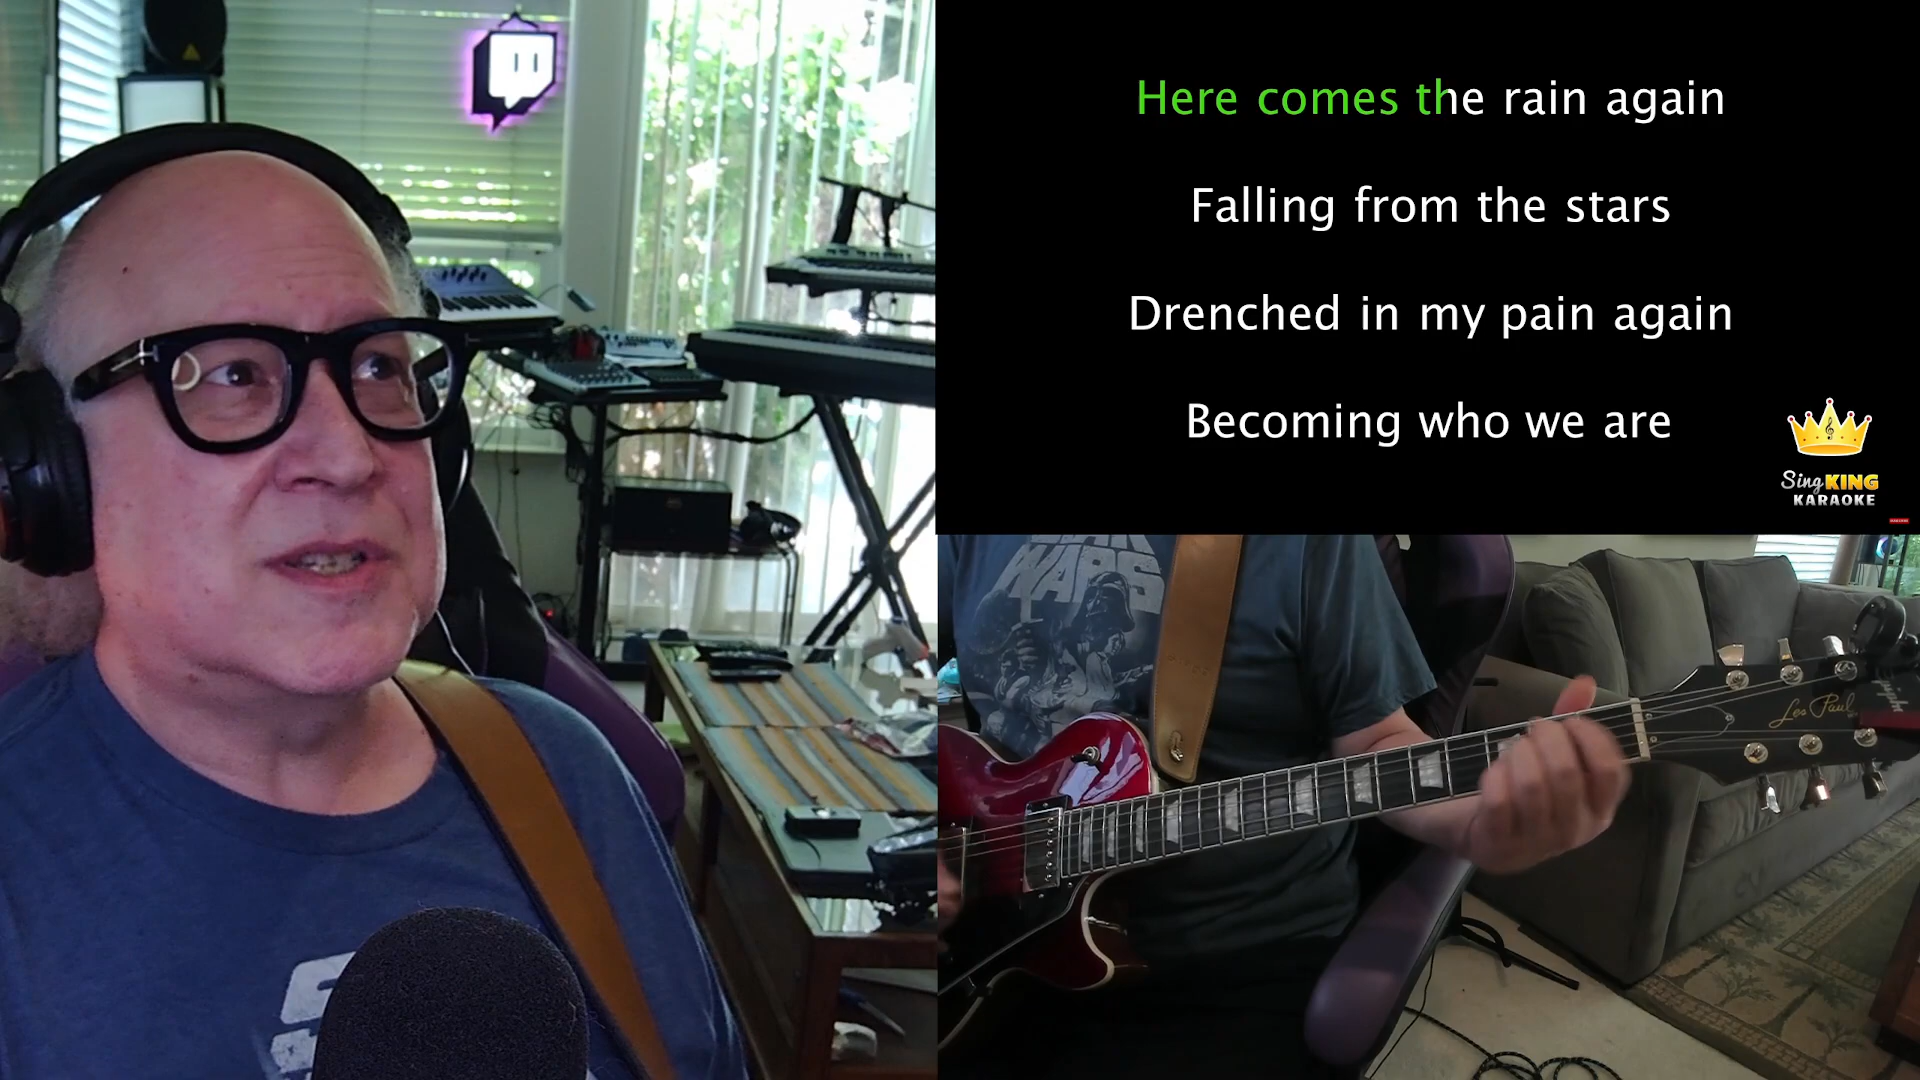 Here comes the rain again
Falling from the stars
Drenched in my pain again
Becoming who we are
Sing KING
KARAOKE
WARS
Les Paul